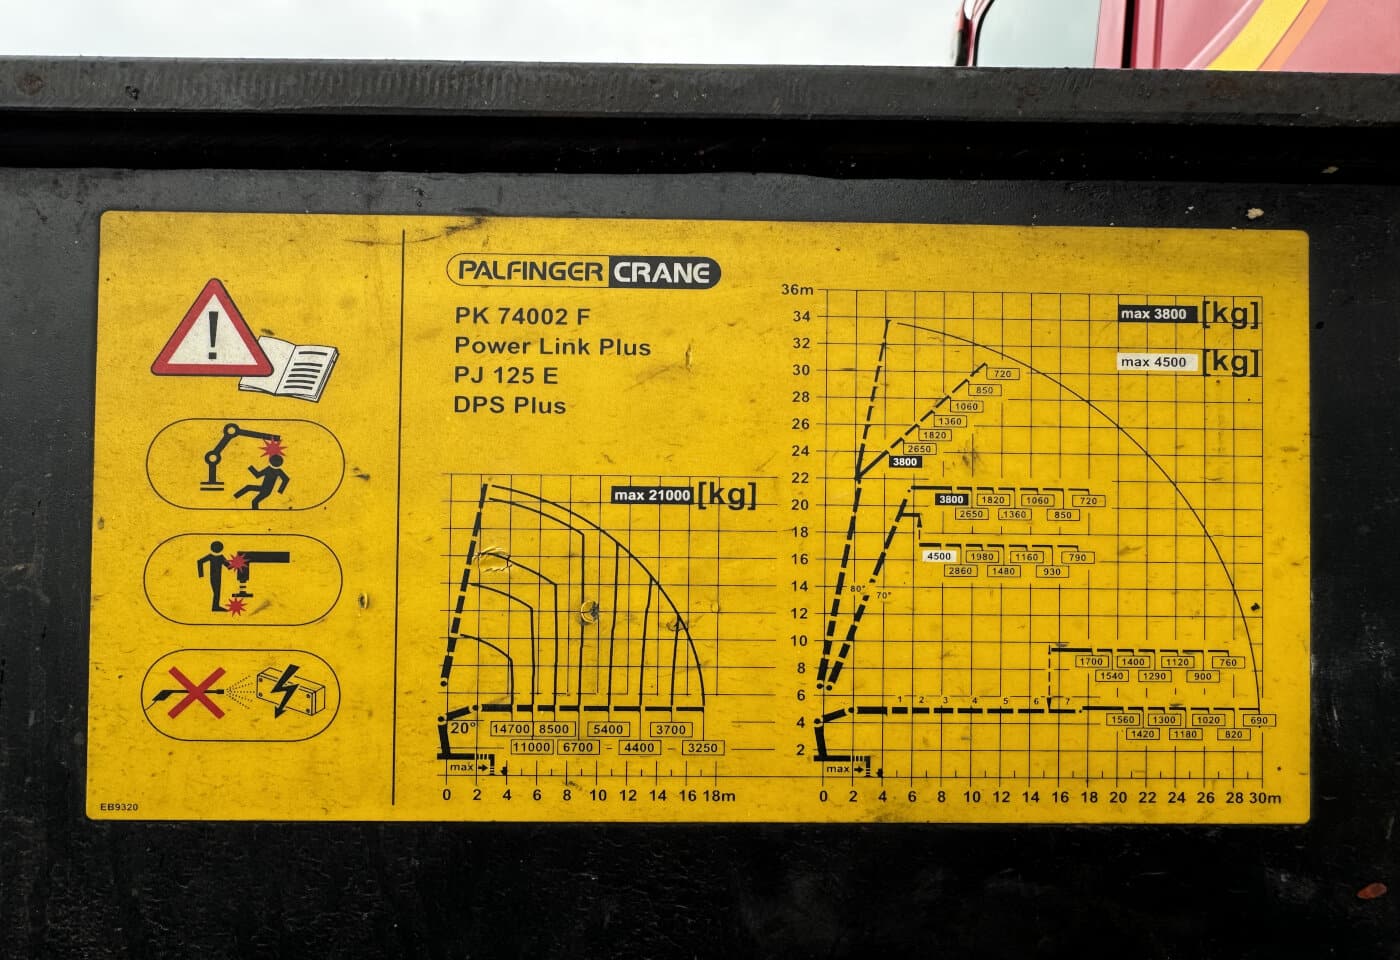 PALFINGER CRANE
PK 74002 F
Power Link Plus
PJ 125 E
DPS Plus
max 21000 [kg]
20°
14700 8500 5400 3700
11000 6700 4400 3250
max
0 2 4 6 8 10 12 14 16 18m
36m
34
32
30
28
26
24
22
20
18
16
14
12
10
8
6
4
2
max 3800 [kg]
max 4500 [kg]
720
850
1060
1360
1820
2650
3800
3800 1820 1060 720
2650 1360 850
4500 1980 1160 790
2860 1480 930
80° 70°
1700 1400 1120 760
1540 1290 900
1 2 3 4 5 6 7
1560 1300 1020 690
1420 1180 820
max
0 2 4 6 8 10 12 14 16 18 20 22 24 26 28 30m
EB9320